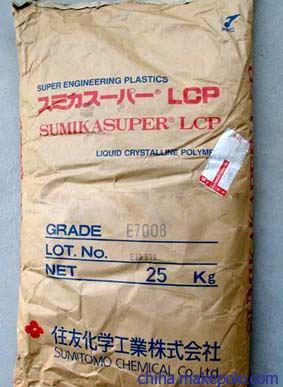 SUPER ENGINEERING PLASTICS
スミカスーパー® LCP
SUMIKASUPER® LCP
LIQUID CRYSTALLINE POLYMER
GRADE E7008
LOT. No.
NET 25 Kg
住友化学工業株式会社
SUMITOMO CHEMICAL Co., Ltd.
china.makepolo.com